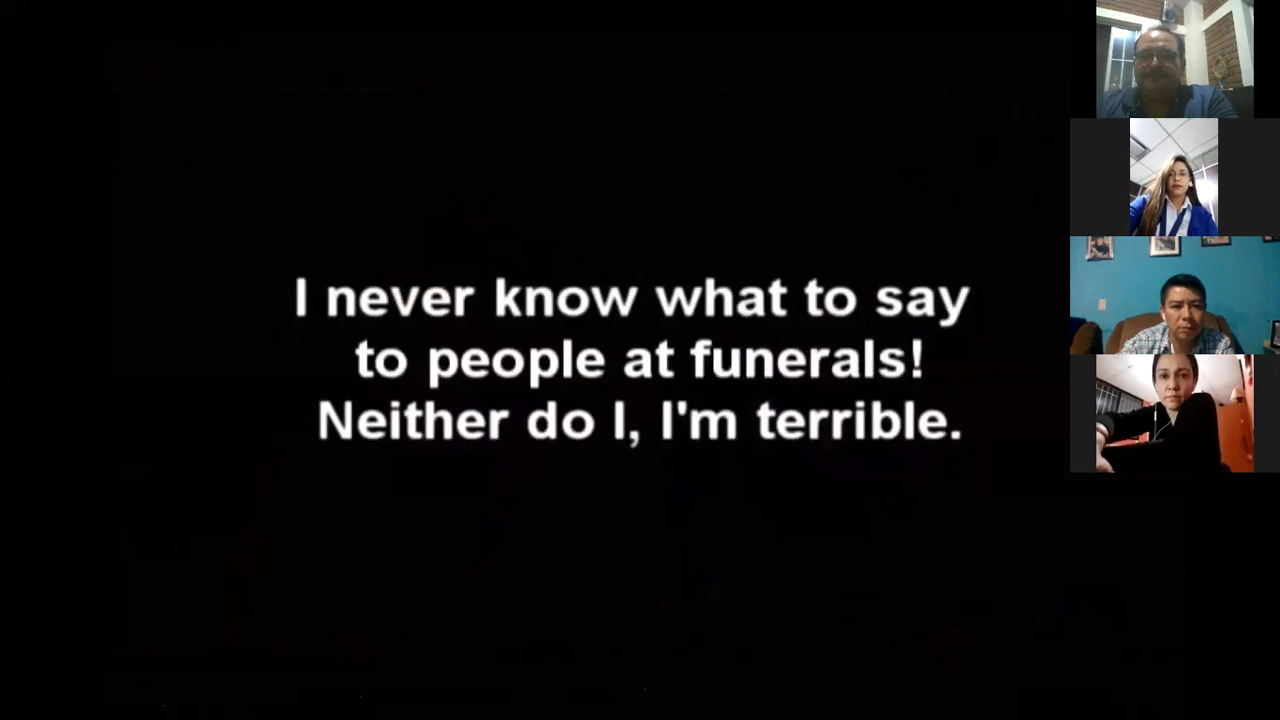 I never know what to say
to people at funerals!
Neither do I, I'm terrible.